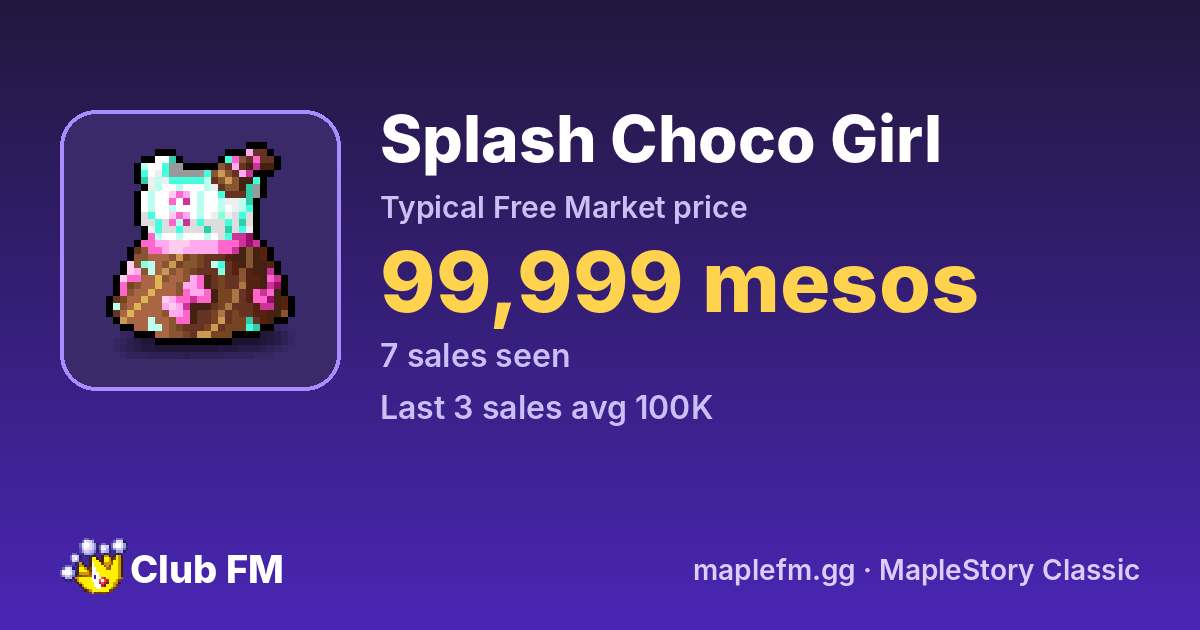 Splash Choco Girl
Typical Free Market price
99,999 mesos
7 sales seen
Last 3 sales avg 100K
Club FM
maplefm.gg · MapleStory Classic